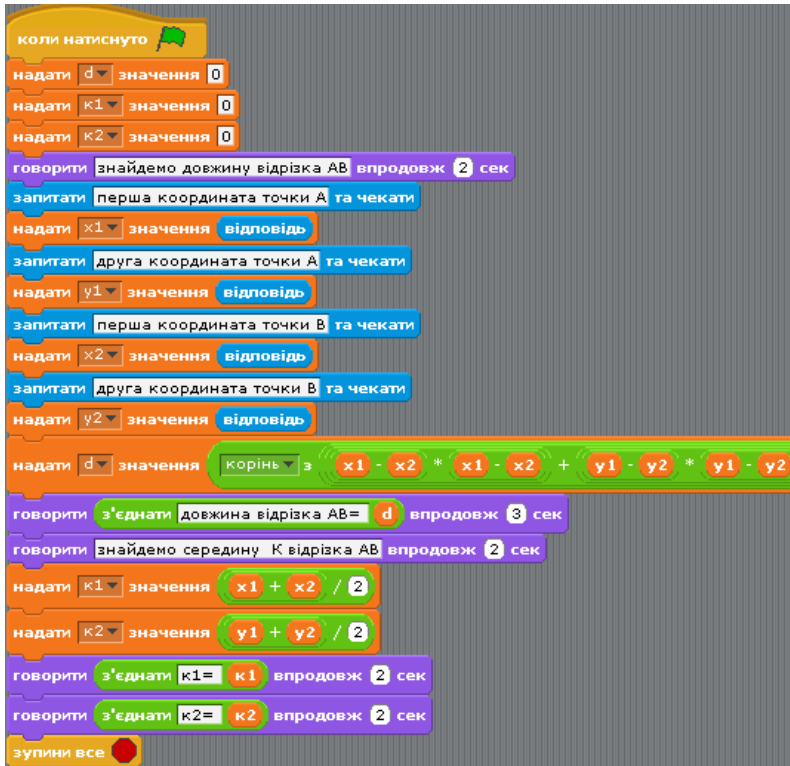 коли натиснуто
надати d значення 0
надати к1 значення 0
надати к2 значення 0
говорити знайдемо довжину відрізка АВ впродовж 2 сек
запитати перша координата точки А та чекати
надати x1 значення відповідь
запитати друга координата точки А та чекати
надати y1 значення відповідь
запитати перша координата точки В та чекати
надати x2 значення відповідь
запитати друга координата точки В та чекати
надати y2 значення відповідь
надати d значення корінь з x1 - x2 * x1 - x2 + y1 - y2 * y1 - y2
говорити з'єднати довжина відрізка АВ= d впродовж 3 сек
говорити знайдемо середину К відрізка АВ впродовж 2 сек
надати к1 значення x1 + x2 / 2
надати к2 значення y1 + y2 / 2
говорити з'єднати к1= к1 впродовж 2 сек
говорити з'єднати к2= к2 впродовж 2 сек
зупини все